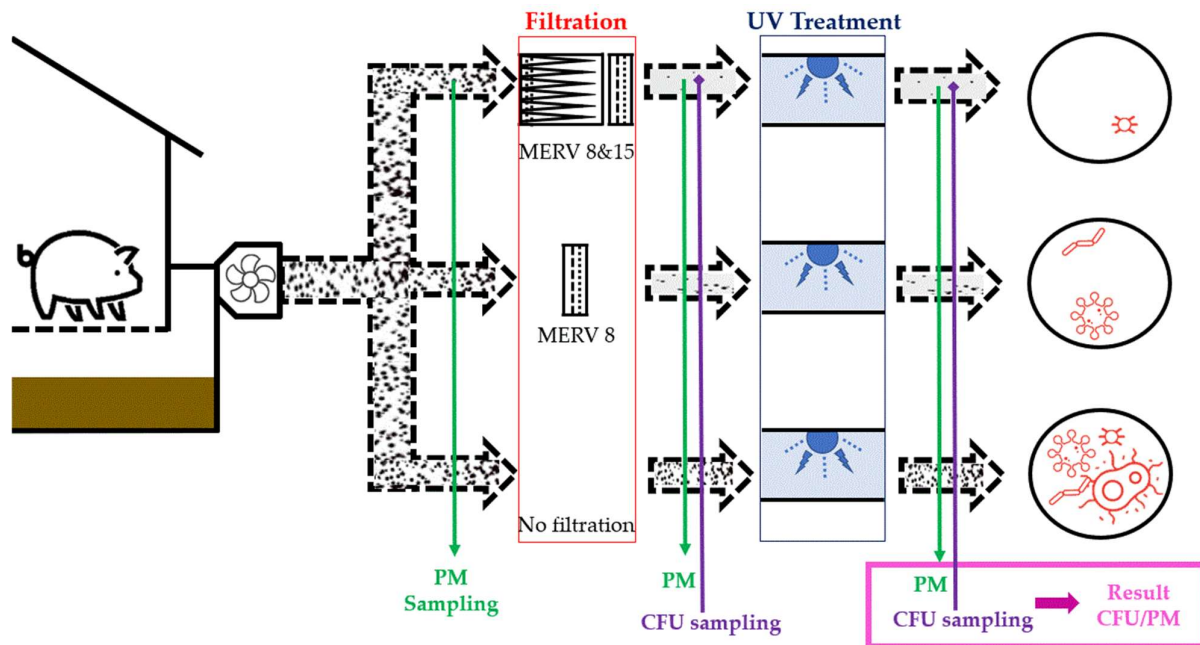 Filtration
UV Treatment
MERV 8&15
MERV 8
No filtration
PM
Sampling
PM
CFU sampling
PM
CFU sampling
Result
CFU/PM